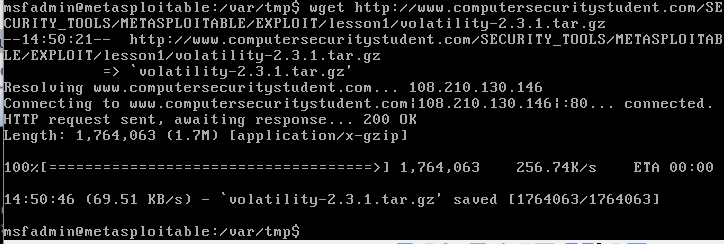 msfadmin@metasploitable:/var/tmp$ wget http://www.computersecuritystudent.com/SE
CURITY_TOOLS/METASPLOITABLE/EXPLOIT/lesson1/volatility-2.3.1.tar.gz
--14:50:21--  http://www.computersecuritystudent.com/SECURITY_TOOLS/METASPLOITAB
LE/EXPLOIT/lesson1/volatility-2.3.1.tar.gz
           => `volatility-2.3.1.tar.gz'
Resolving www.computersecuritystudent.com... 108.210.130.146
Connecting to www.computersecuritystudent.com|108.210.130.146|:80... connected.
HTTP request sent, awaiting response... 200 OK
Length: 1,764,063 (1.7M) [application/x-gzip]
100%[====================================>] 1,764,063    256.74K/s    ETA 00:00
14:50:46 (69.51 KB/s) - `volatility-2.3.1.tar.gz' saved [1764063/1764063]
msfadmin@metasploitable:/var/tmp$